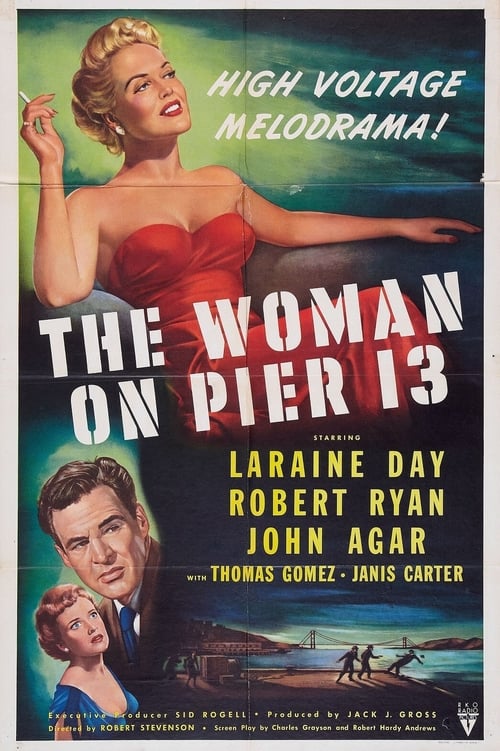 HIGH VOLTAGE
MELODRAMA!
THE WOMAN
ON PIER 13
STARRING
LARAINE DAY
ROBERT RYAN
JOHN AGAR
WITH THOMAS GOMEZ · JANIS CARTER
Executive Producer SID ROGELL · Produced by JACK J. GROSS
Directed by ROBERT STEVENSON · Screen Play by Charles Grayson and Robert Hardy Andrews
RKO
RADIO